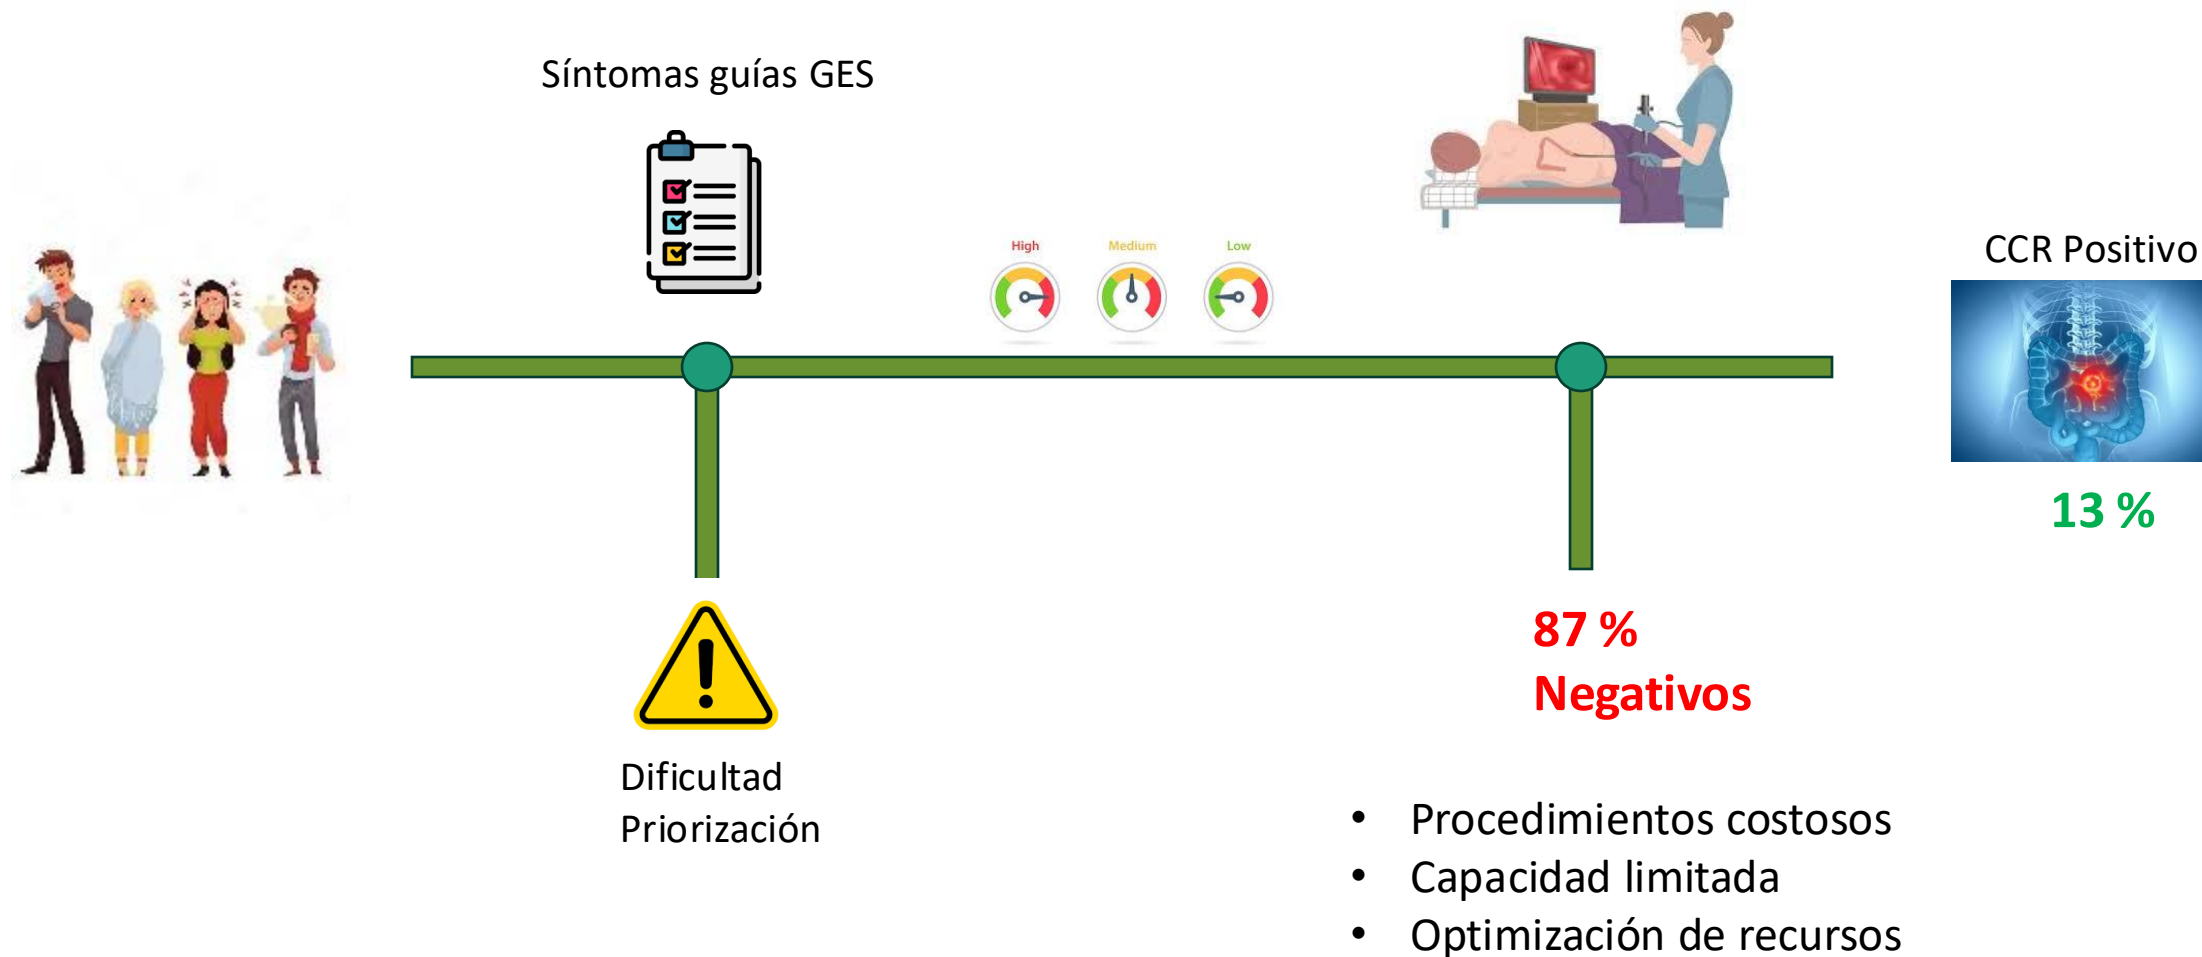 Síntomas guías GES
High
Medium
Low
CCR Positivo
13 %
87 %
Negativos
Dificultad
Priorización
• Procedimientos costosos
• Capacidad limitada
• Optimización de recursos